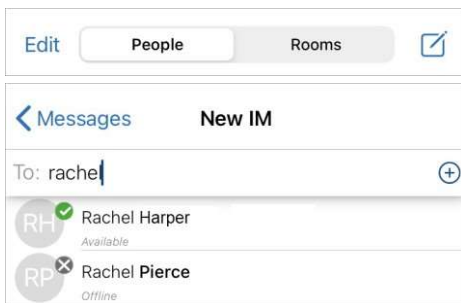 Edit People Rooms
Messages New IM
To: rachel
RH Rachel Harper
Available
RP Rachel Pierce
Offline